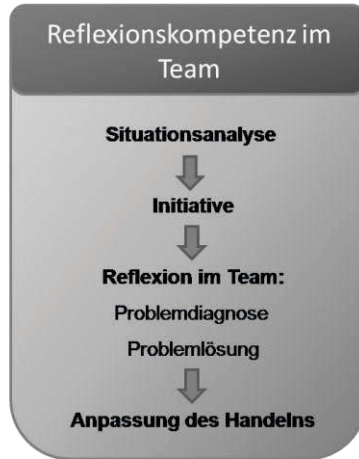 Reflexionskompetenz im
Team
Situationsanalyse
Initiative
Reflexion im Team:
Problemdiagnose
Problemlösung
Anpassung des Handelns